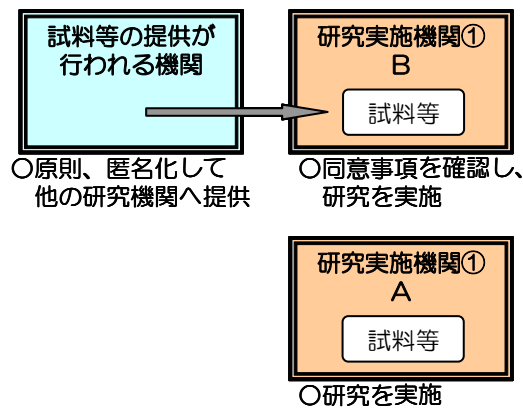 試料等の提供が
行われる機関
○原則、匿名化して
他の研究機関へ提供
研究実施機関①
B
試料等
○同意事項を確認し、
研究を実施
研究実施機関①
A
試料等
○研究を実施